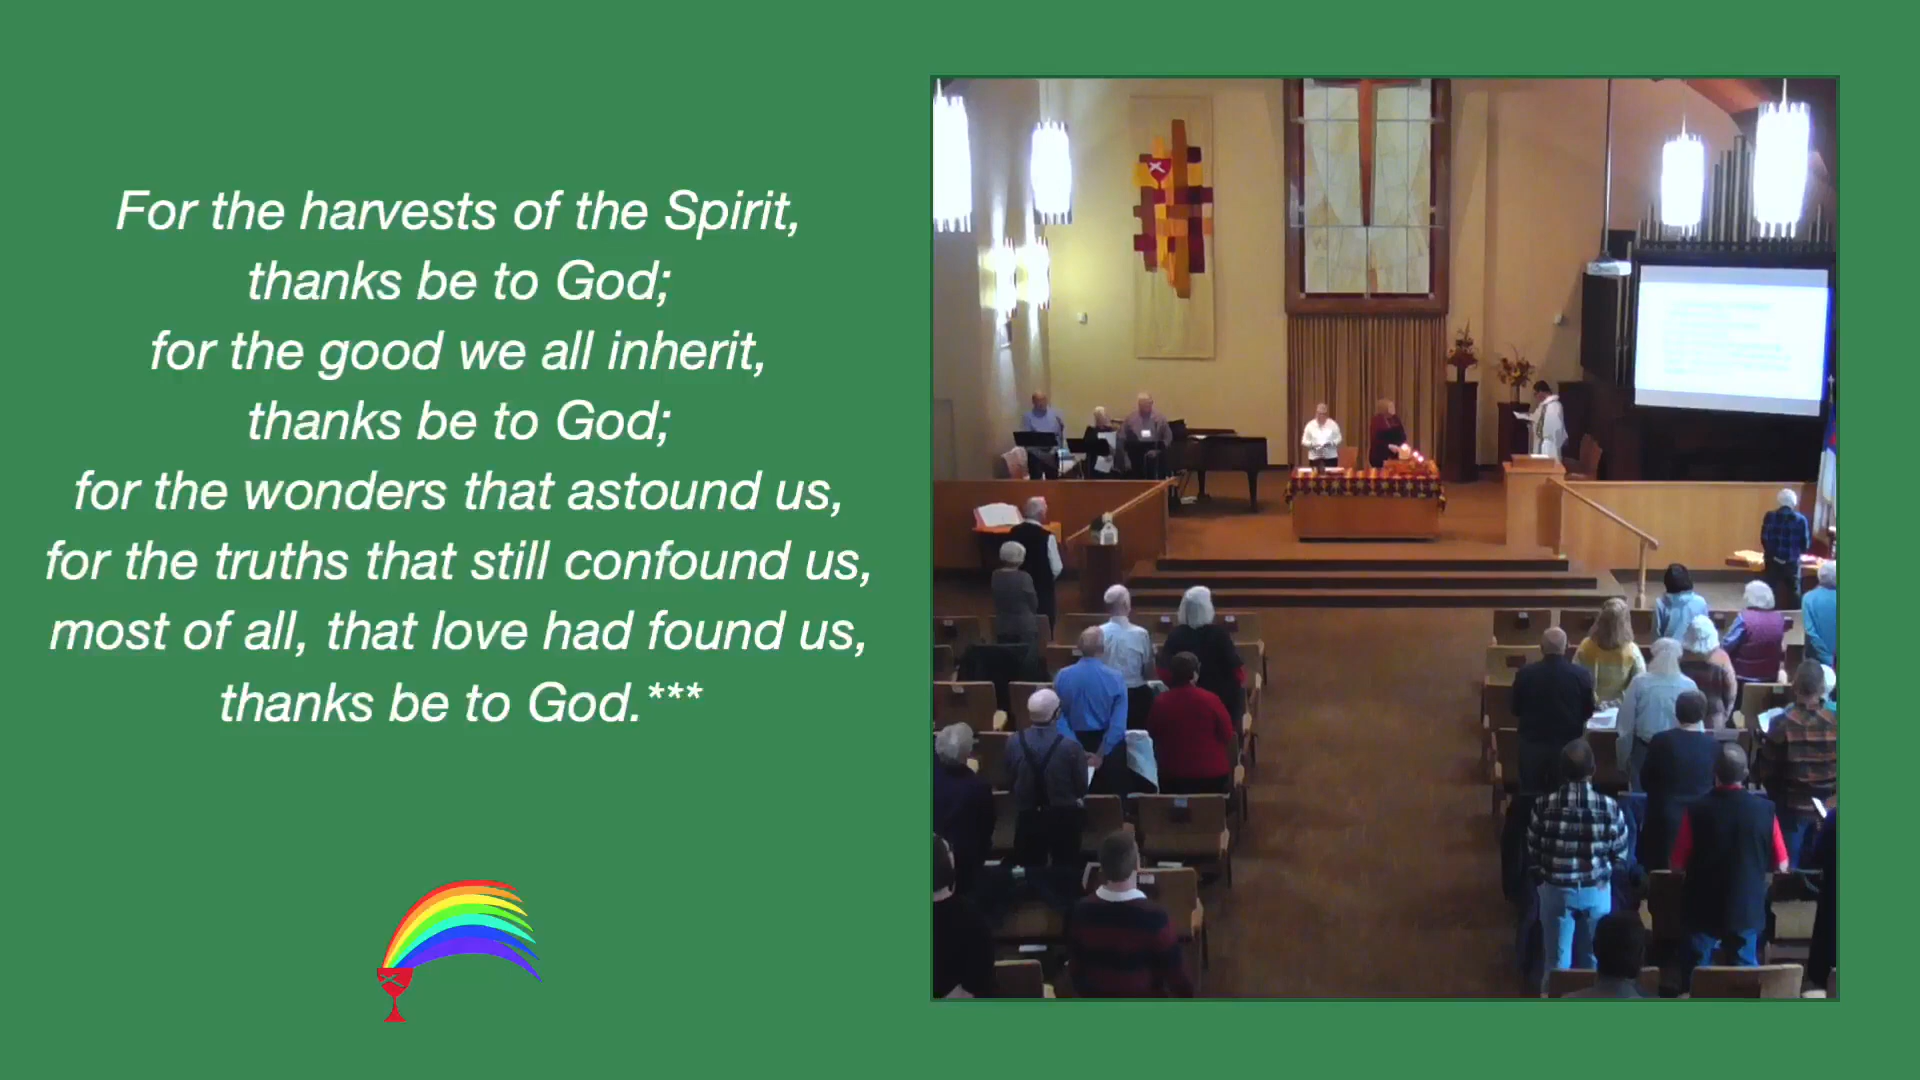 For the harvests of the Spirit,
thanks be to God;
for the good we all inherit,
thanks be to God;
for the wonders that astound us,
for the truths that still confound us,
most of all, that love had found us,
thanks be to God.***